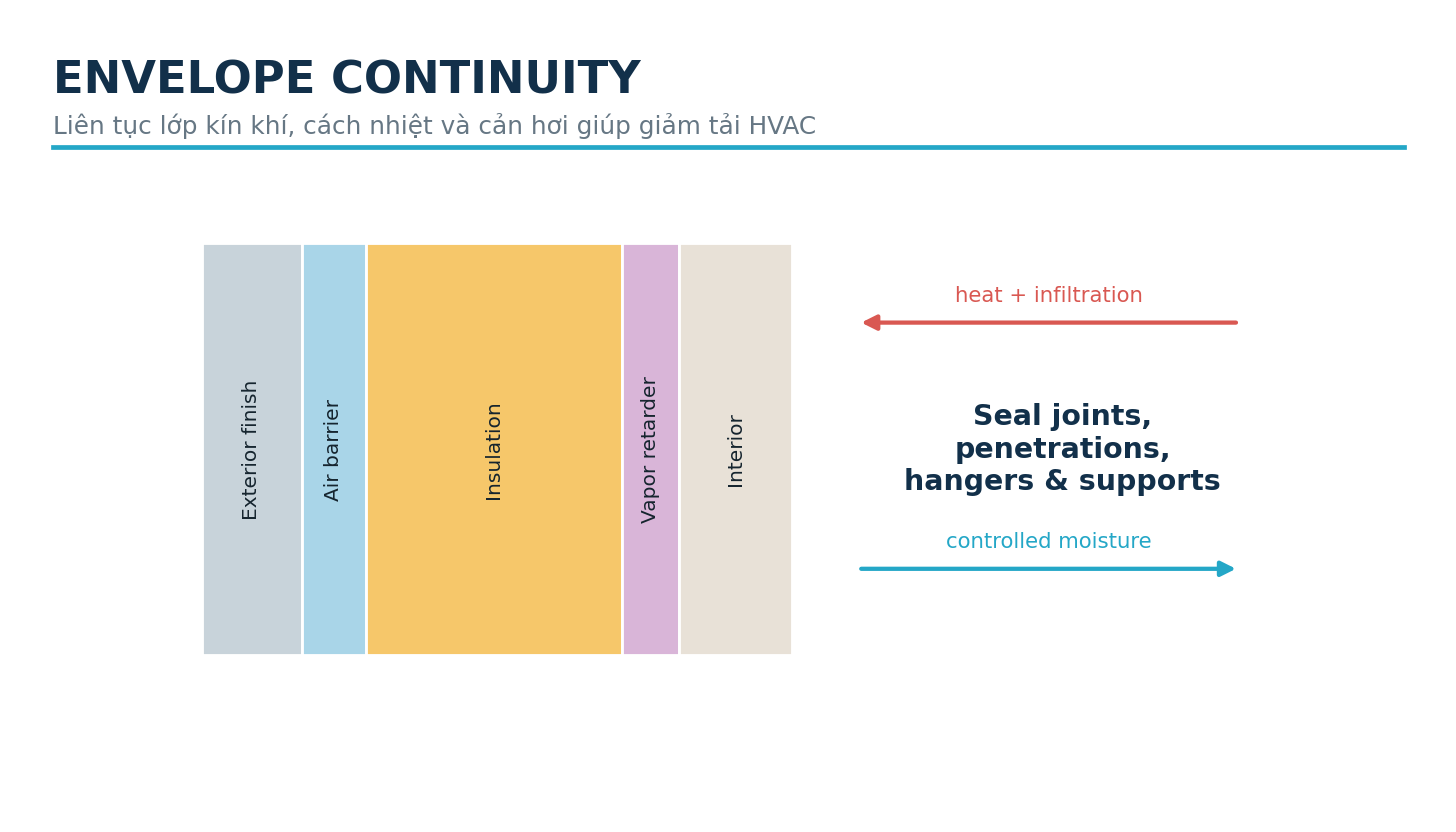 ENVELOPE CONTINUITY
Liên tục lớp kín khí, cách nhiệt và cản hơi giúp giảm tải HVAC
Exterior finish
Air barrier
Insulation
Vapor retarder
Interior
heat + infiltration
Seal joints,
penetrations,
hangers & supports
controlled moisture